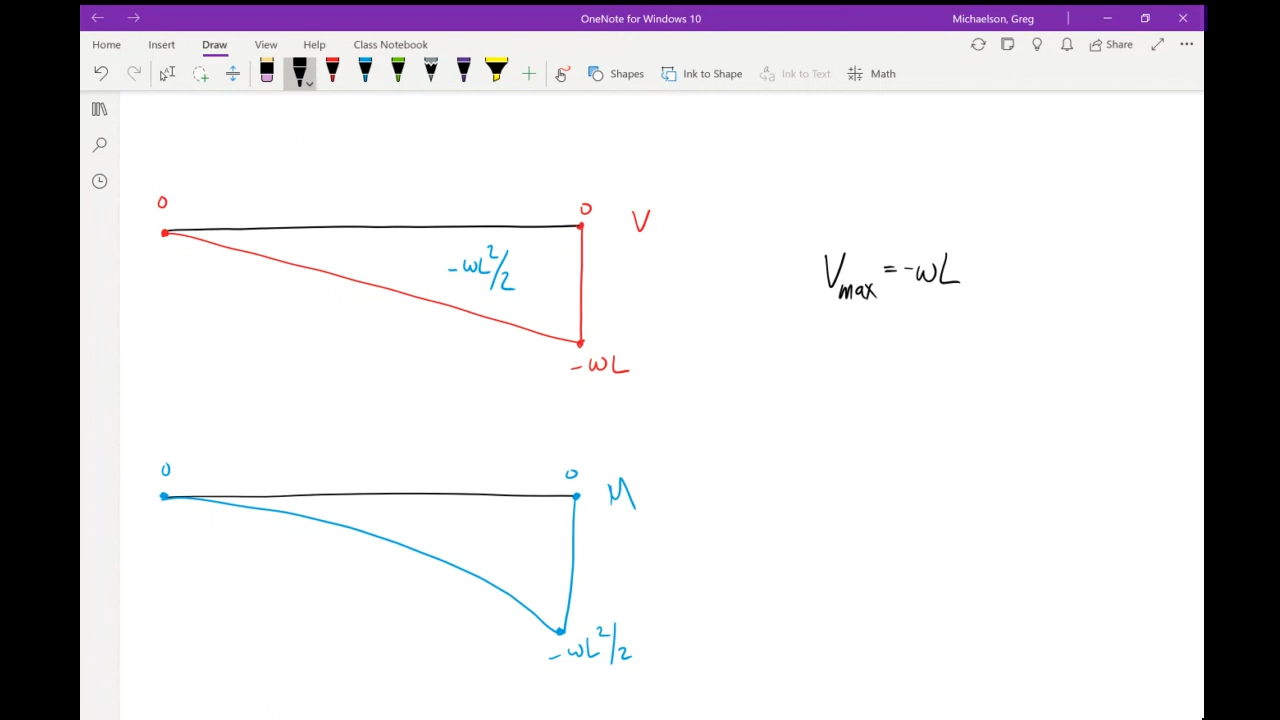 OneNote for Windows 10
Michaelson, Greg
Home Insert Draw View Help Class Notebook
Share
Shapes Ink to Shape Ink to Text Math
0
0 V
-wL²/2
-wL
Vmax = -wL
0
0 M
-wL²/2